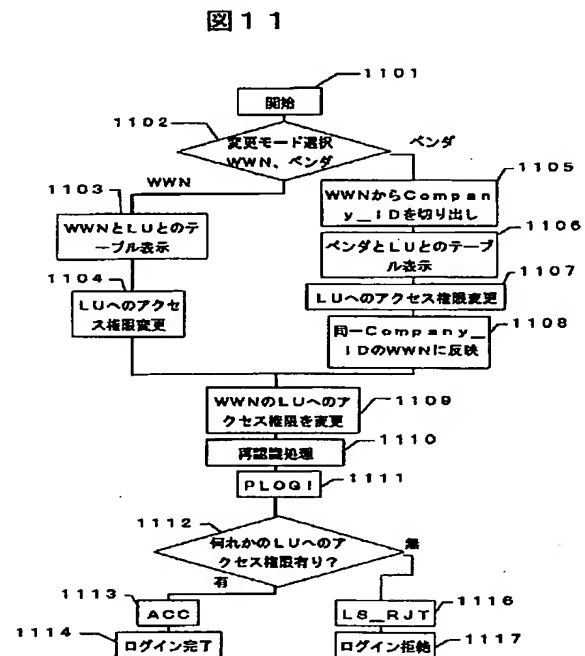 図11
1101
開始
1102
変更モード選択
WWN、ベンダ
ベンダ
WWN
1103
WWNとLUとのテ
ーブル表示
1104
LUへのアクセ
ス権限変更
1105
WWNからCompan
y_IDを切り出し
1106
ベンダとLUとのテーブ
ル表示
1107
LUへのアクセス権限変更
1108
同一Company_
IDのWWNに反映
1109
WWNのLUへのア
クセス権限を変更
1110
再認識処理
1111
PLOGI
1112
何れかのLUへのア
クセス権限有り?
有
無
1113
ACC
1114
ログイン完了
1116
LS_RJT
1117
ログイン拒絶